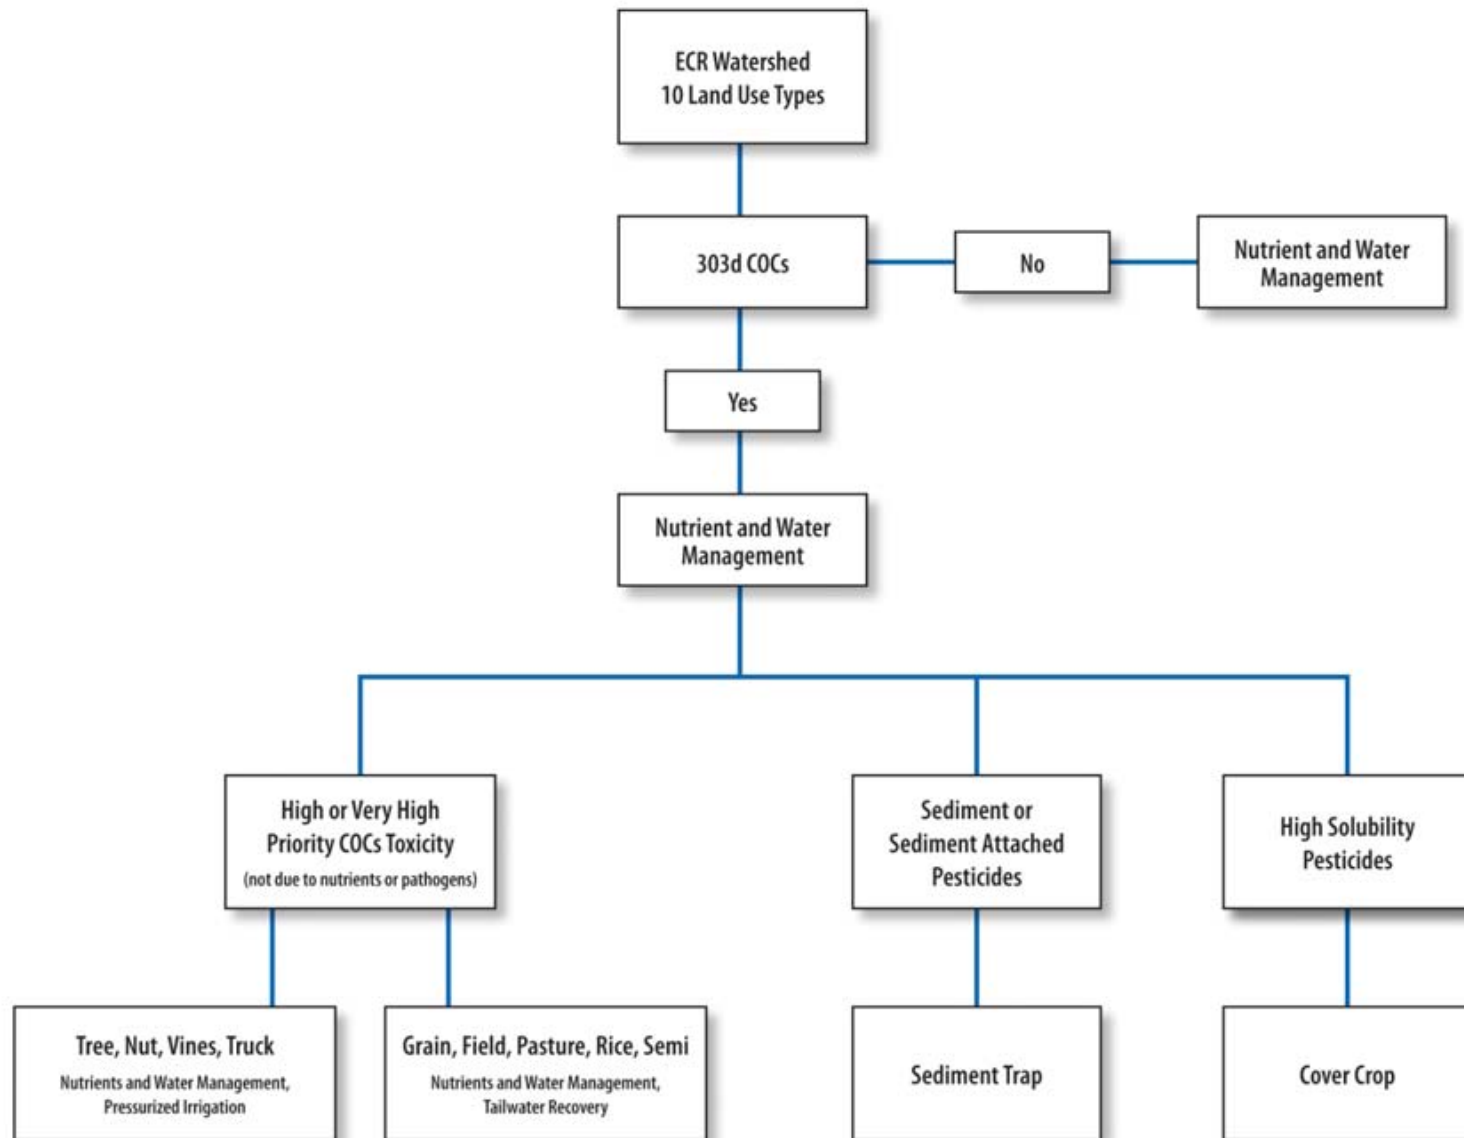 ECR Watershed
10 Land Use Types
303d COCs
No
Nutrient and Water
Management
Yes
Nutrient and Water
Management
High or Very High
Priority COCs Toxicity
(not due to nutrients or pathogens)
Sediment or
Sediment Attached
Pesticides
High Solubility
Pesticides
Tree, Nut, Vines, Truck
Nutrients and Water Management,
Pressurized Irrigation
Grain, Field, Pasture, Rice, Semi
Nutrients and Water Management,
Tailwater Recovery
Sediment Trap
Cover Crop